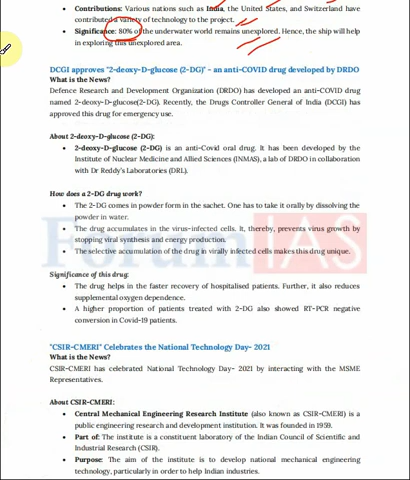 • Contributions: Various nations such as India, the United States, and Switzerland have
contributed a variety of technology to the project.
• Significance: 80% of the underwater world remains unexplored. Hence, the ship will help
in exploring this unexplored area.
DCGI approves "2-deoxy-D-glucose (2-DG)" - an anti-COVID drug developed by DRDO
What is the News?
Defence Research and Development Organization (DRDO) has developed an anti-COVID drug
named 2-deoxy-D-glucose(2-DG). Recently, the Drugs Controller General of India (DCGI) has
approved this drug for emergency use.
About 2-deoxy-D-glucose (2-DG):
• 2-deoxy-D-glucose (2-DG) is an anti-Covid oral drug. It has been developed by the
Institute of Nuclear Medicine and Allied Sciences (INMAS), a lab of DRDO in collaboration
with Dr Reddy's Laboratories (DRL).
How does a 2-DG drug work?
• The 2-DG comes in powder form in the sachet. One has to take it orally by dissolving the
powder in water.
• The drug accumulates in the virus-infected cells. It, thereby, prevents virus growth by
stopping viral synthesis and energy production.
• The selective accumulation of the drug in virally infected cells makes this drug unique.
ForumIAS
Significance of this drug:
• The drug helps in the faster recovery of hospitalised patients. Further, it also reduces
supplemental oxygen dependence.
• A higher proportion of patients treated with 2-DG also showed RT-PCR negative
conversion in Covid-19 patients.
"CSIR-CMERI" Celebrates the National Technology Day- 2021
What is the News?
CSIR-CMERI has celebrated National Technology Day- 2021 by interacting with the MSME
Representatives.
About CSIR-CMERI:
• Central Mechanical Engineering Research Institute (also known as CSIR-CMERI) is a
public engineering research and development institution. It was founded in 1959.
• Part of: The institute is a constituent laboratory of the Indian Council of Scientific and
Industrial Research (CSIR).
• Purpose: The aim of the institute is to develop national mechanical engineering
technology, particularly in order to help Indian industries.